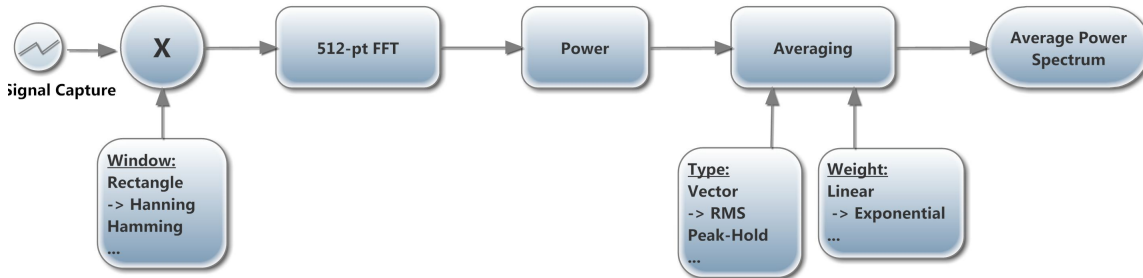 X
512-pt FFT
Power
Averaging
Average Power
Spectrum
Signal Capture
Window:
Rectangle
-> Hanning
Hamming
...
Type:
Vector
-> RMS
Peak-Hold
...
Weight:
Linear
-> Exponential
...